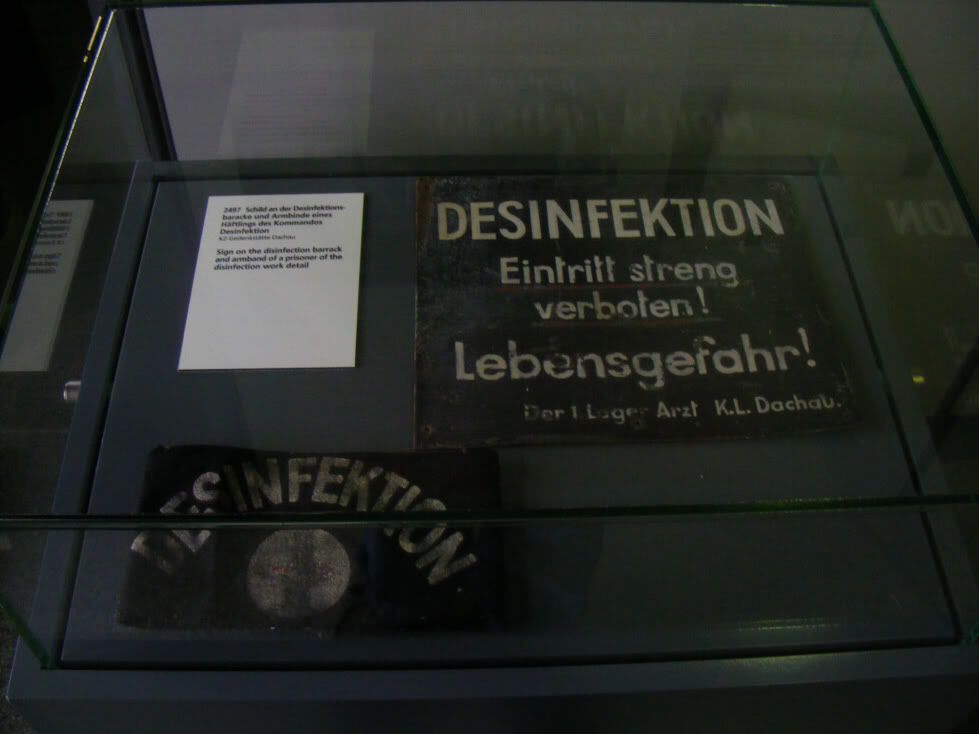 2497 Schild an der Desinfektions-
baracke und Armbinde eines
Häftlings des Kommandos
Desinfektion
KZ-Gedenkstätte Dachau
Sign on the disinfection barrack
and armband of a prisoner of the
disinfection work detail
DESINFEKTION
Eintritt streng
verboten!
Lebensgefahr!
Der 1. Lager Arzt K.L. Dachau.
DESINFEKTION